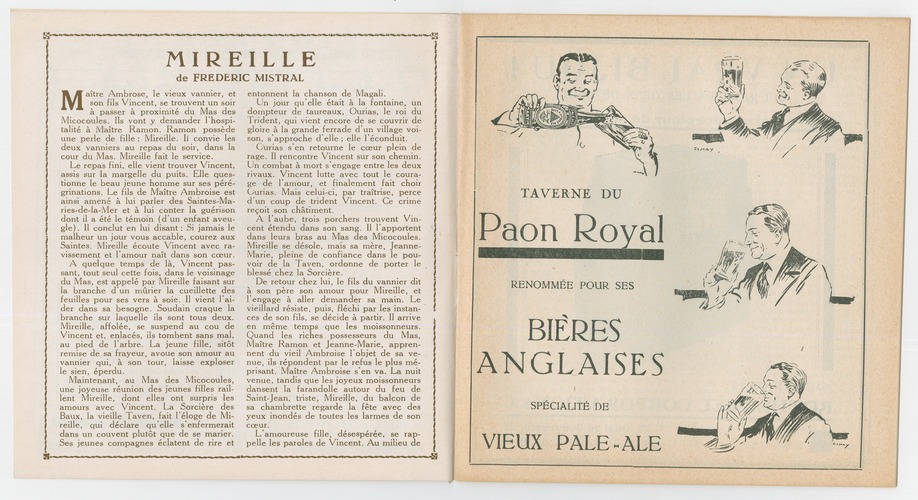 MIREILLE
de FREDERIC MISTRAL
Maître Ambrose, le vieux vannier, et
son fils Vincent, se trouvent un soir
à passer à proximité du Mas des
Micocoules. Ils vont y demander l'hospi-
talité à Maître Ramon. Ramon possède
une perle de fille : Mireille. Il convie les
deux vanniers au repas du soir, dans la
cour du Mas. Mireille fait le service.
Le repas fini, elle vient trouver Vincent,
assis sur la margelle du puits. Elle ques-
tionne le beau jeune homme sur ses péré-
grinations. Le fils de Maître Ambroise est
ainsi amené à lui parler des Saintes-Ma-
ries-de-la-Mer et à lui conter la guérison
dont il a été le témoin (d'un enfant aveu-
gle). Il conclut en lui disant : Si jamais le
malheur un jour vous accable, courez aux
Saintes. Mireille écoute Vincent avec ra-
vissement et l'amour naît dans son cœur.
A quelque temps de là, Vincent pas-
sant, tout seul cette fois, dans le voisinage
du Mas, est appelé par Mireille faisant sur
la branche d'un mûrier la cueillette des
feuilles pour ses vers à soie. Il vient l'ai-
der dans sa besogne. Soudain craque la
branche sur laquelle ils sont tous deux.
Mireille, affolée, se suspend au cou de
Vincent et, enlacés, ils tombent sans mal,
au pied de l'arbre. La jeune fille, sitôt
remise de sa frayeur, avoue son amour au
vannier qui, à son tour, laisse exploser
le sien, éperdu.
Maintenant, au Mas des Micocoules,
une joyeuse réunion des jeunes filles rail-
lent Mireille, dont elles ont surpris les
amours avec Vincent. La Sorcière des
Baux, la vieille Taven, fait l'éloge de Mi-
reille, qui déclare qu'elle s'enfermerait
dans un couvent plutôt que de se marier.
Ses jeunes compagnes éclatent de rire et
entonnent la chanson de Magali.
Un jour qu'elle était à la fontaine, un
dompteur de taureaux, Ourias, le roi du
Trident, qui vient encore de se couvrir de
gloire à la grande ferrada d'un village voi-
son, s'approche d'elle ; elle l'éconduit.
Ourias s'en retourne le cœur plein de
rage. Il rencontre Vincent sur son chemin.
Un combat à mort s'engage entre les deux
rivaux. Vincent lutte avec tout le coura-
ge de l'amour, et finalement fait choir
Ourias. Mais celui-ci, par traîtrise, perce
d'un coup de trident Vincent. Ce crime
reçoit son châtiment.
A l'aube, trois porchers trouvent Vin-
cent étendu dans son sang. Il l'apportent
dans leurs bras au Mas des Micocoules.
Mireille se désole, mais sa mère, Jeanne-
Marie, pleine de confiance dans le pou-
voir de la Taven, ordonne de porter le
blessé chez la Sorcière.
De retour chez lui, le fils du vannier dit
à son père son amour pour Mireille, et
l'engage à aller demander sa main. Le
vieillard résiste, puis, fléchi par les instan-
ces de son fils, se décide à partir. Il arrive
en même temps que les moissonneurs.
Quand les riches possesseurs du Mas,
Maître Ramon et Jeanne-Marie, appren-
nent du vieil Ambroise l'objet de sa ve-
nue, ils répondent par le refus le plus mé-
prisant. Maître Ambroise s'en va. La nuit
venue, tandis que les joyeux moissonneurs
dansent la farandolle autour du feu de
Saint-Jean, triste, Mireille, du balcon de
sa chambrette regarde la fête avec des
yeux inondés de toutes les larmes de son
cœur.
L'amoureuse fille, désespérée, se rap-
pelle les paroles de Vincent. Au milieu de
TAVERNE DU
Paon Royal
RENOMMÉE POUR SES
BIÈRES
ANGLAISES
SPÉCIALITÉ DE
VIEUX PALE-ALE